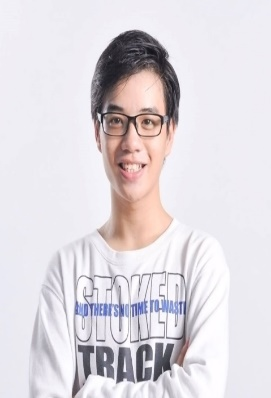 STOKED
AND THERE'S NO TIME TO WASTE
TRACK